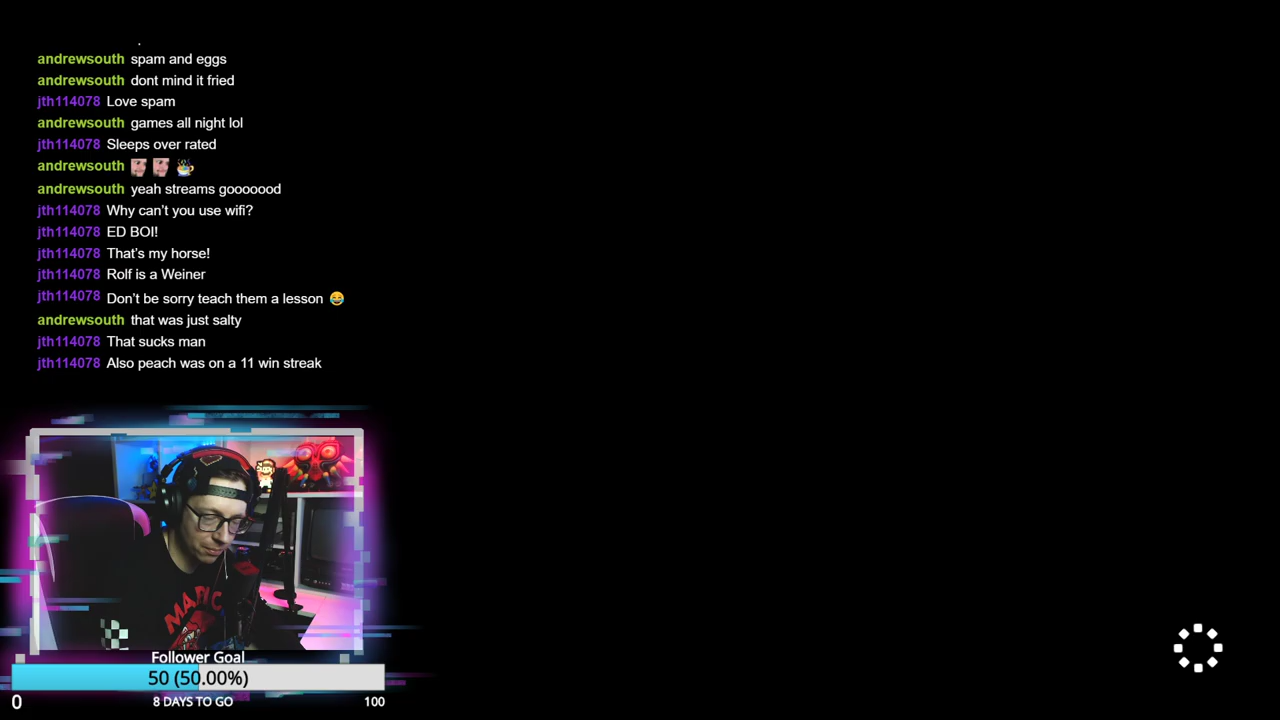 andrewsouth spam and eggs
andrewsouth dont mind it fried
jth114078 Love spam
andrewsouth games all night lol
jth114078 Sleeps over rated
andrewsouth
andrewsouth yeah streams gooooood
jth114078 Why can’t you use wifi?
jth114078 ED BOI!
jth114078 That’s my horse!
jth114078 Rolf is a Weiner
jth114078 Don’t be sorry teach them a lesson 😂
andrewsouth that was just salty
jth114078 That sucks man
jth114078 Also peach was on a 11 win streak
Follower Goal
50 (50.00%)
0 8 DAYS TO GO 100